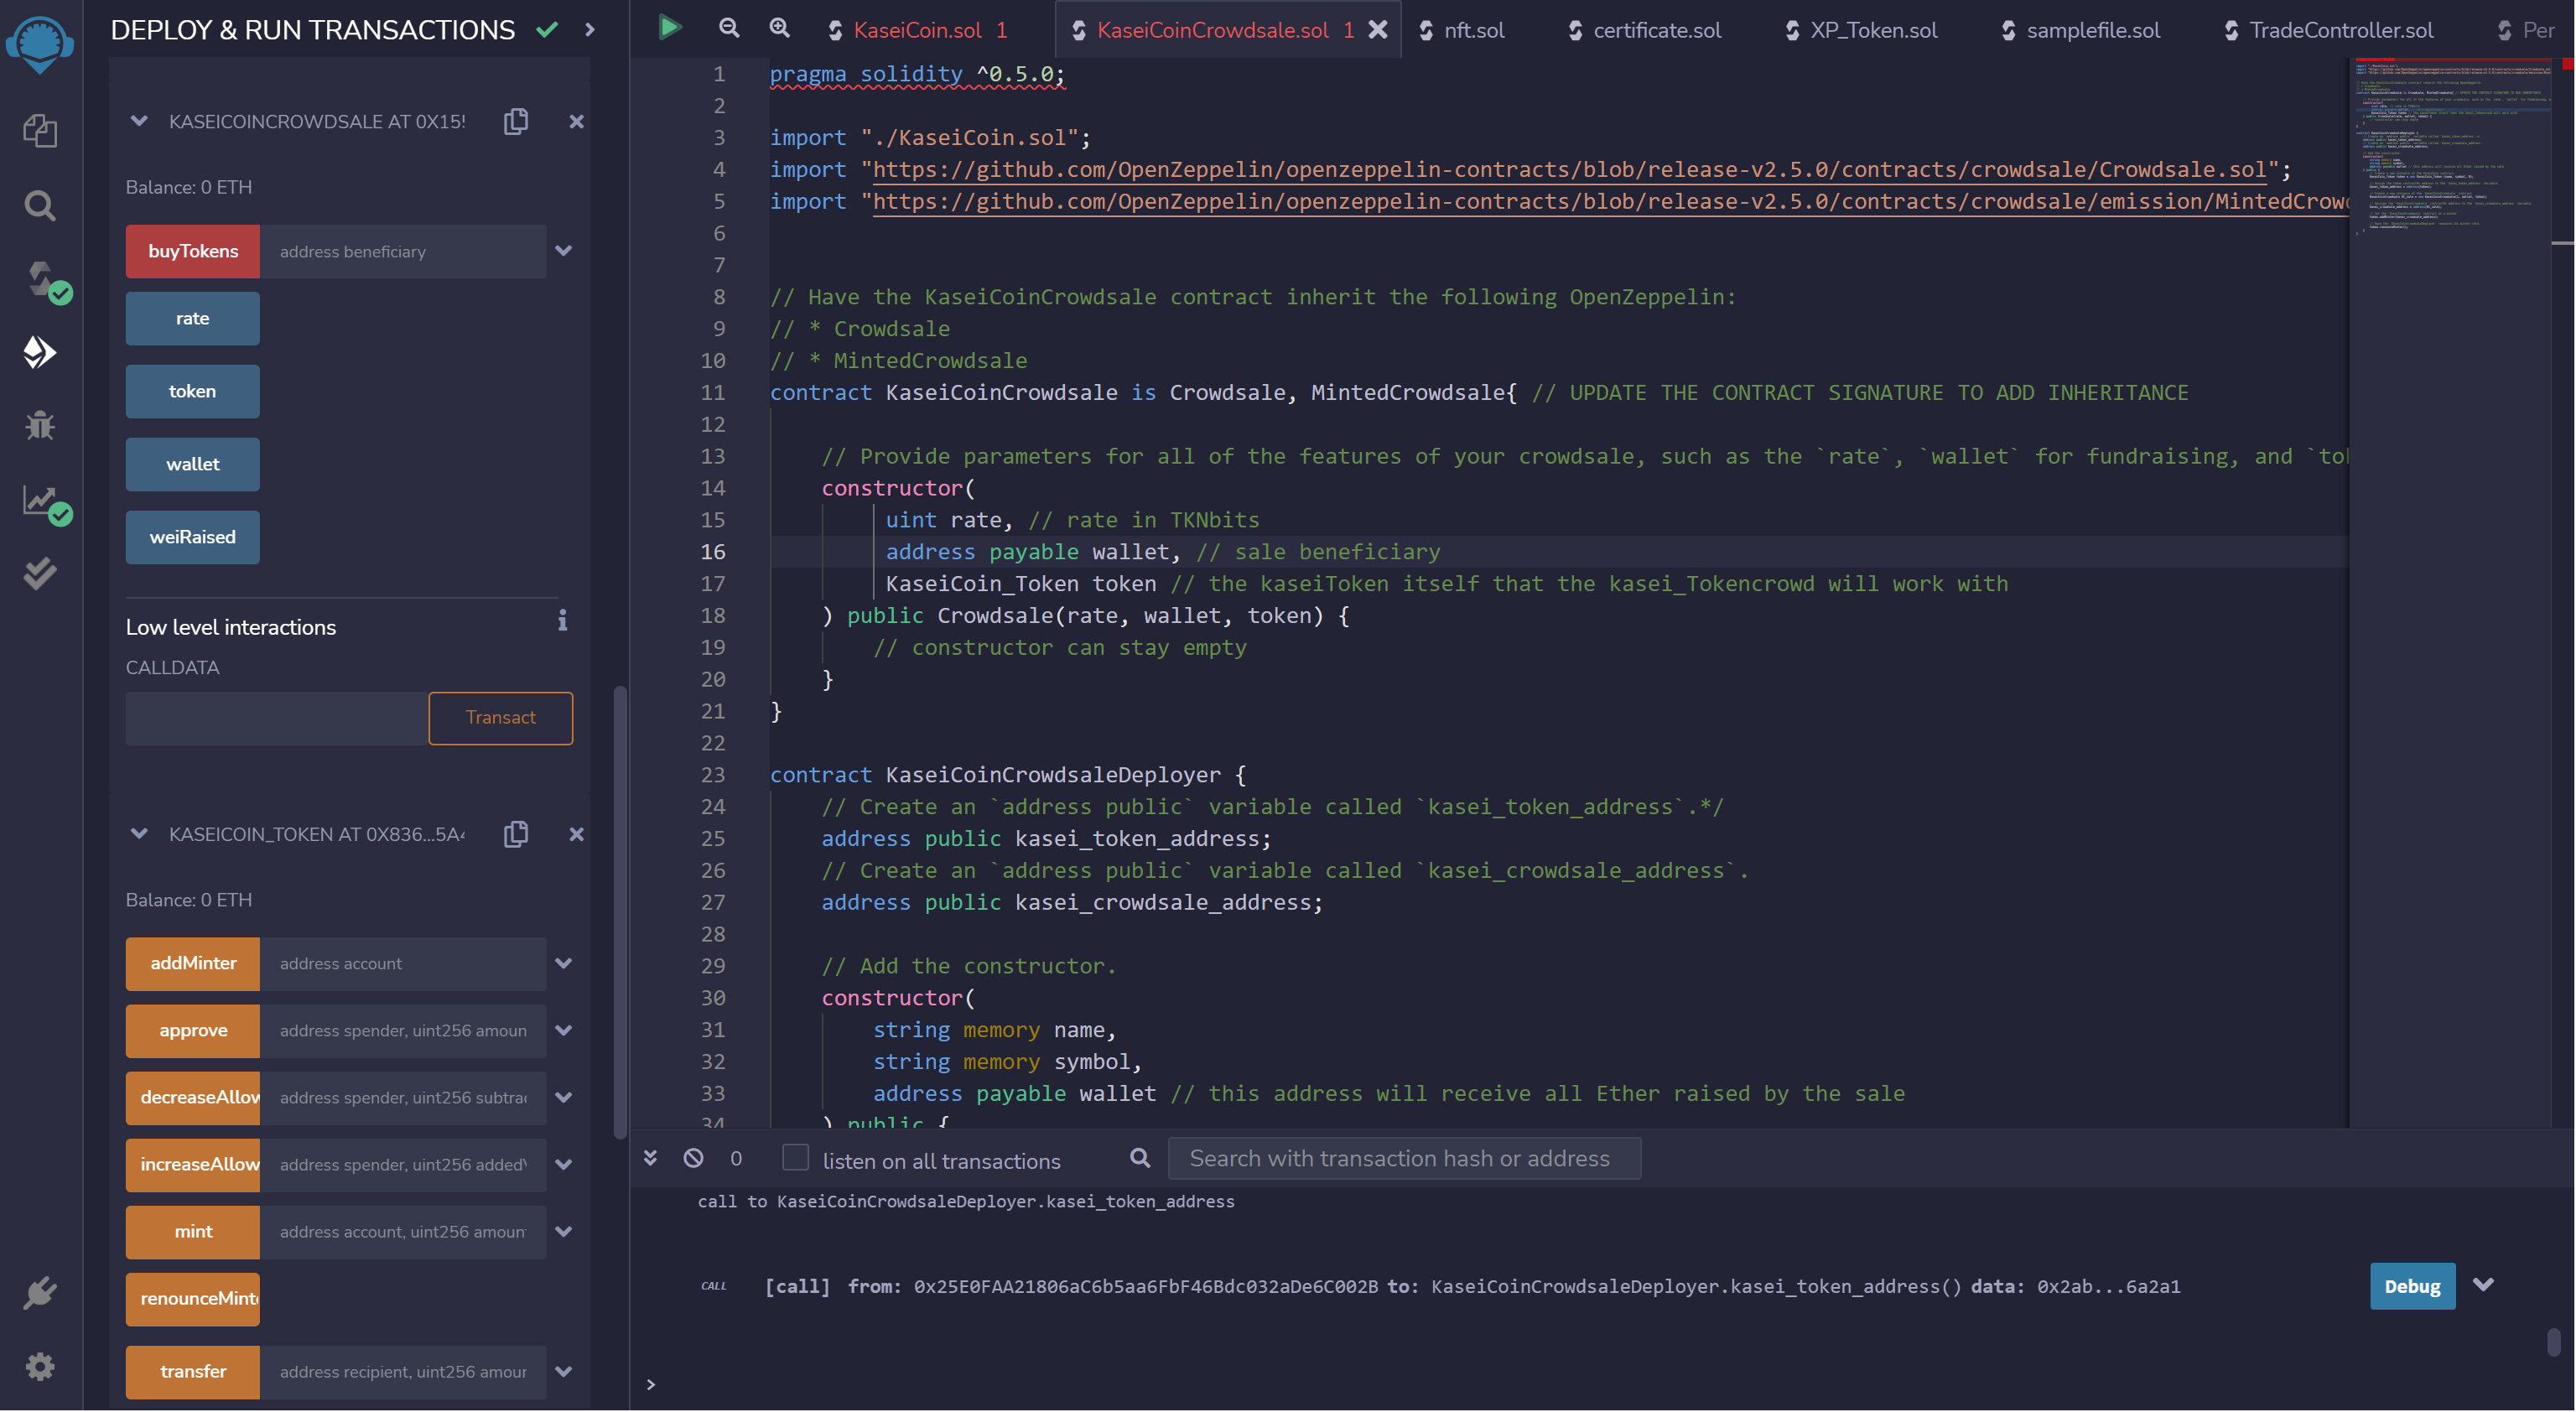 DEPLOY & RUN TRANSACTIONS
KASEICOINCROWDSALE AT 0X15!
Balance: 0 ETH
buyTokens address beneficiary
rate
token
wallet
weiRaised
Low level interactions
CALLDATA
Transact
KASEICOIN_TOKEN AT 0X836...5A4
Balance: 0 ETH
addMinter address account
approve address spender, uint256 amoun
decreaseAllow address spender, uint256 subtrac
increaseAllow address spender, uint256 addedV
mint address account, uint256 amoun
renounceMint
transfer address recipient, uint256 amour
KaseiCoin.sol 1 KaseiCoinCrowdsale.sol 1 nft.sol certificate.sol XP_Token.sol samplefile.sol TradeController.sol Per
1 pragma solidity ^0.5.0;
2
3 import "./KaseiCoin.sol";
4 import "https://github.com/OpenZeppelin/openzeppelin-contracts/blob/release-v2.5.0/contracts/crowdsale/Crowdsale.sol";
5 import "https://github.com/OpenZeppelin/openzeppelin-contracts/blob/release-v2.5.0/contracts/crowdsale/emission/MintedCrowd
6
7
8 // Have the KaseiCoinCrowdsale contract inherit the following OpenZeppelin:
9 // * Crowdsale
10 // * MintedCrowdsale
11 contract KaseiCoinCrowdsale is Crowdsale, MintedCrowdsale{ // UPDATE THE CONTRACT SIGNATURE TO ADD INHERITANCE
12
13 // Provide parameters for all of the features of your crowdsale, such as the `rate`, `wallet` for fundraising, and `tok
14 constructor(
15 uint rate, // rate in TKNbits
16 address payable wallet, // sale beneficiary
17 KaseiCoin_Token token // the kaseiToken itself that the kasei_Tokencrowd will work with
18 ) public Crowdsale(rate, wallet, token) {
19 // constructor can stay empty
20 }
21 }
22
23 contract KaseiCoinCrowdsaleDeployer {
24 // Create an `address public` variable called `kasei_token_address`.*/
25 address public kasei_token_address;
26 // Create an `address public` variable called `kasei_crowdsale_address`.
27 address public kasei_crowdsale_address;
28
29 // Add the constructor.
30 constructor(
31 string memory name,
32 string memory symbol,
33 address payable wallet // this address will receive all Ether raised by the sale
34 ) public {
0 listen on all transactions Search with transaction hash or address
call to KaseiCoinCrowdsaleDeployer.kasei_token_address
CALL [call] from: 0x25E0FAA21806aC6b5aa6FbF46Bdc032aDe6C002B to: KaseiCoinCrowdsaleDeployer.kasei_token_address() data: 0x2ab...6a2a1 Debug
>